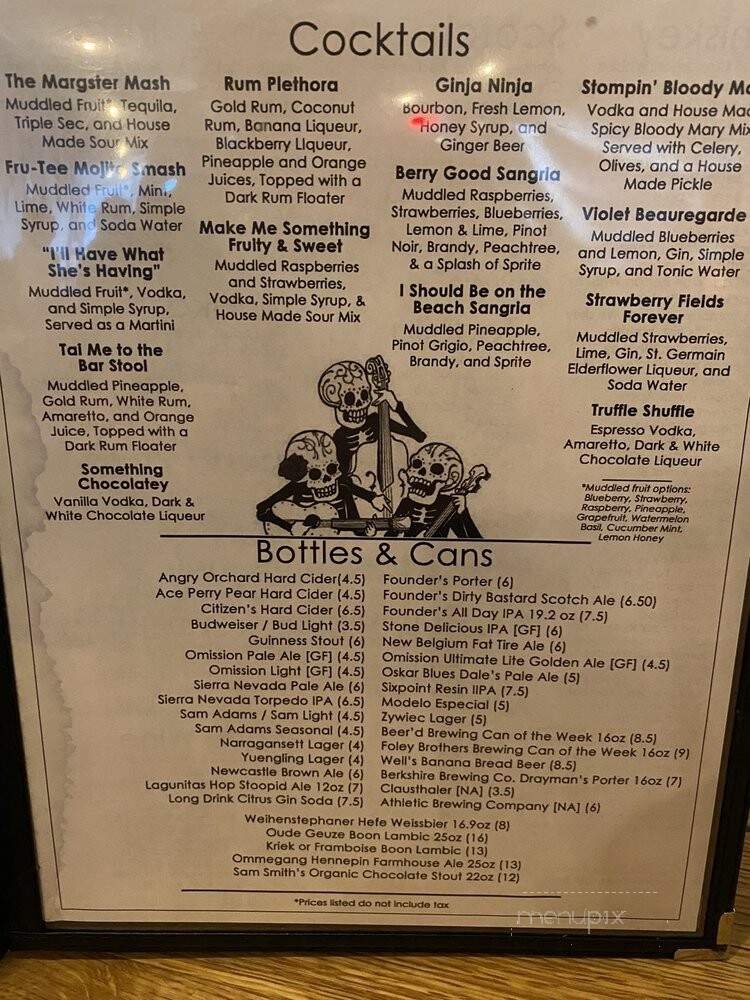 Cocktails
The Margster Mash
Muddled Fruit*, Tequila,
Triple Sec, and House
Made Sour Mix
Fru-Tee Mojito Smash
Muddled Fruit*, Mint,
Lime, White Rum, Simple
Syrup, and Soda Water
"I'll Have What
She's Having"
Muddled Fruit*, Vodka,
and Simple Syrup,
Served as a Martini
Tai Me to the
Bar Stool
Muddled Pineapple,
Gold Rum, White Rum,
Amaretto, and Orange
Juice, Topped with a
Dark Rum Floater
Something
Chocolatey
Vanilla Vodka, Dark &
White Chocolate Liqueur
Rum Plethora
Gold Rum, Coconut
Rum, Banana Liqueur,
Blackberry Liqueur,
Pineapple and Orange
Juices, Topped with a
Dark Rum Floater
Make Me Something
Fruity & Sweet
Muddled Raspberries
and Strawberries,
Vodka, Simple Syrup, &
House Made Sour Mix
Ginja Ninja
Bourbon, Fresh Lemon,
Honey Syrup, and
Ginger Beer
Berry Good Sangria
Muddled Raspberries,
Strawberries, Blueberries,
Lemon & Lime, Pinot
Noir, Brandy, Peachtree,
& a Splash of Sprite
I Should Be on the
Beach Sangria
Muddled Pineapple,
Pinot Grigio, Peachtree,
Brandy, and Sprite
Stompin' Bloody
Vodka and House
Spicy Bloody Mary Mix
Served with Celery,
Olives, and a House
Made Pickle
Violet Beauregarde
Muddled Blueberries
and Lemon, Gin, Simple
Syrup, and Tonic Water
Strawberry Fields
Forever
Muddled Strawberries,
Lime, Gin, St. Germain
Elderflower Liqueur, and
Soda Water
Truffle Shuffle
Espresso Vodka,
Amaretto, Dark & White
Chocolate Liqueur
*Muddled fruit options:
Blueberry, Strawberry,
Raspberry, Pineapple,
Grapefruit, Watermelon
Basil, Cucumber Mint,
Lemon Honey
Bottles & Cans
Angry Orchard Hard Cider(4.5)
Ace Perry Pear Hard Cider (4.5)
Citizen's Hard Cider (6.5)
Budweiser / Bud Light (3.5)
Guinness Stout (6)
Omission Pale Ale [GF] (4.5)
Omission Light [GF] (4.5)
Sierra Nevada Pale Ale (6)
Sierra Nevada Torpedo IPA (6.5)
Sam Adams / Sam Light (4.5)
Sam Adams Seasonal (4.5)
Narragansett Lager (4)
Yuengling Lager (4)
Newcastle Brown Ale (6)
Lagunitas Hop Stoopid Ale 12oz (7)
Long Drink Citrus Gin Soda (7.5)
Founder's Porter (6)
Founder's Dirty Bastard Scotch Ale (6.50)
Founder's All Day IPA 19.2 oz (7.5)
Stone Delicious IPA [GF] (6)
New Belgium Fat Tire Ale (6)
Omission Ultimate Lite Golden Ale [GF] (4.5)
Oskar Blues Dale's Pale Ale (5)
Sixpoint Resin IIPA (7.5)
Modelo Especial (5)
Zywiec Lager (5)
Beer'd Brewing Can of the Week 16oz (8.5)
Foley Brothers Brewing Can of the Week 16oz (9)
Well's Banana Bread Beer (8.5)
Berkshire Brewing Co. Drayman's Porter 16oz (7)
Clausthaler [NA] (3.5)
Athletic Brewing Company [NA] (6)
Weihenstephaner Hefe Weissbier 16.9oz (8)
Oude Geuze Boon Lambic 25oz (16)
Kriek or Framboise Boon Lambic (13)
Ommegang Hennepin Farmhouse Ale 25oz (13)
Sam Smith's Organic Chocolate Stout 22oz (12)
*Prices listed do not include tax
menupix